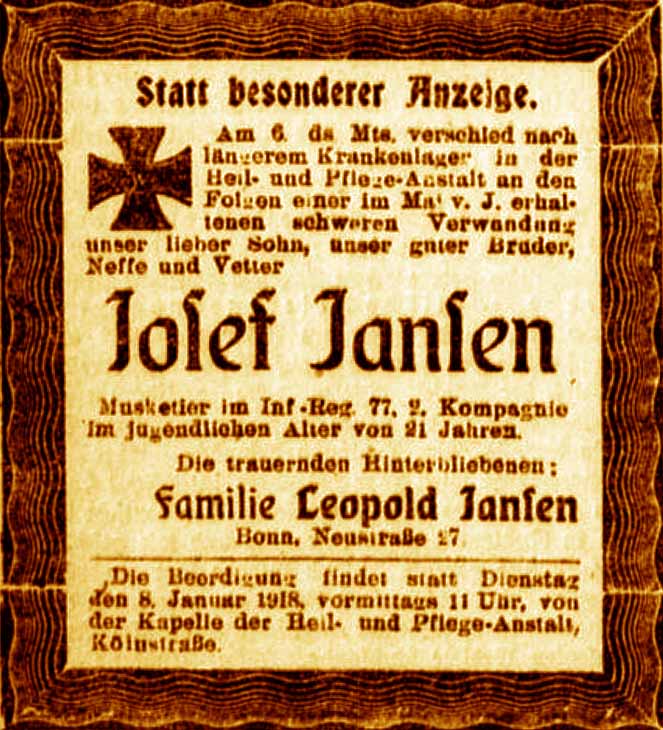 Statt besonderer Anzeige.
Am 6. ds Mts. verschied nach
längerem Krankenlager in der
Heil- und Pflege-Anstalt an den
Folgen einer im Mai v. J. erhal-
tenen schweren Verwundung
unser lieber Sohn, unser guter Bruder,
Neffe und Vetter
Josef Jansen
Musketier im Inf.-Reg. 77, 2. Kompagnie
im jugendlichen Alter von 21 Jahren.
Die trauernden Hinterbliebenen:
Familie Leopold Jansen
Bonn, Neustraße 27
Die Beerdigung findet statt Dienstag
den 8. Januar 1918, vormittags 11 Uhr, von
der Kapelle der Heil- und Pflege-Anstalt,
Kölnstraße.